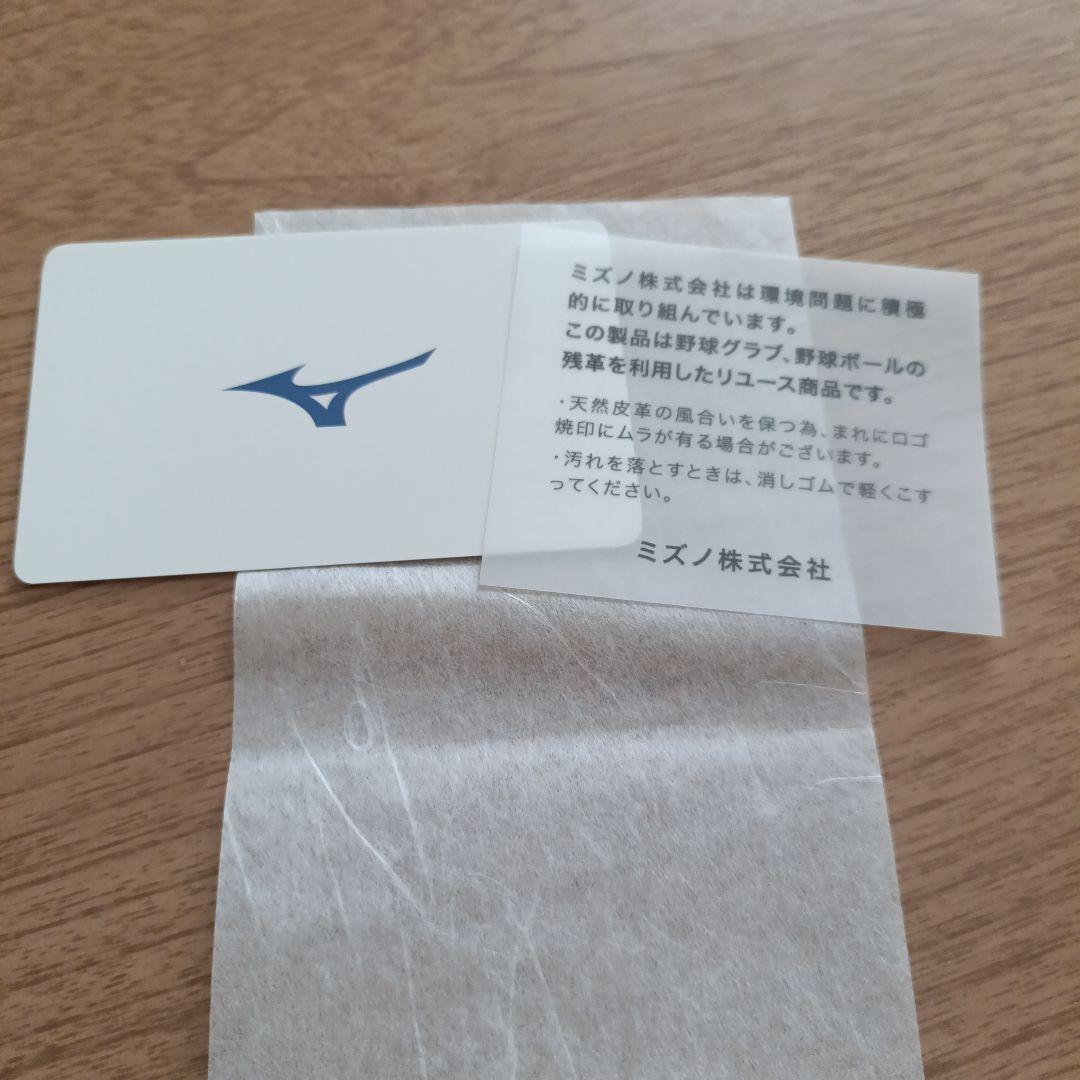 ミズノ株式会社は環境問題に積極
的に取り組んでいます。
この製品は野球グラブ、野球ボールの
残革を利用したリユース商品です。
・天然皮革の風合いを保つ為、まれにロゴ
焼印にムラが有る場合がございます。
・汚れを落とすときは、消しゴムで軽くこす
ってください。
ミズノ株式会社